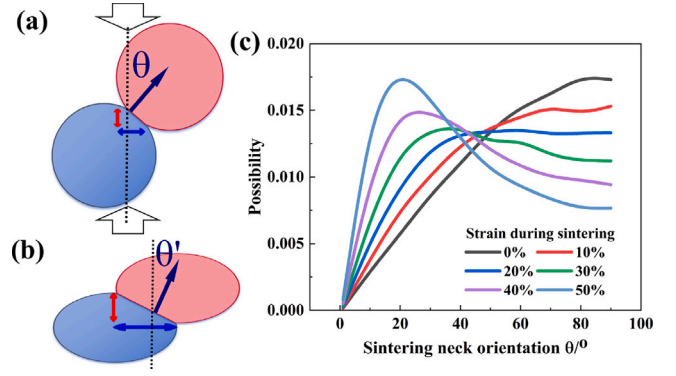 (a)
θ
(b)
θ'
(c)
Possibility
0.020
0.015
0.010
0.005
0.000
Strain during sintering
0% 10%
20% 30%
40% 50%
0 20 40 60 80 100
Sintering neck orientation θ/º